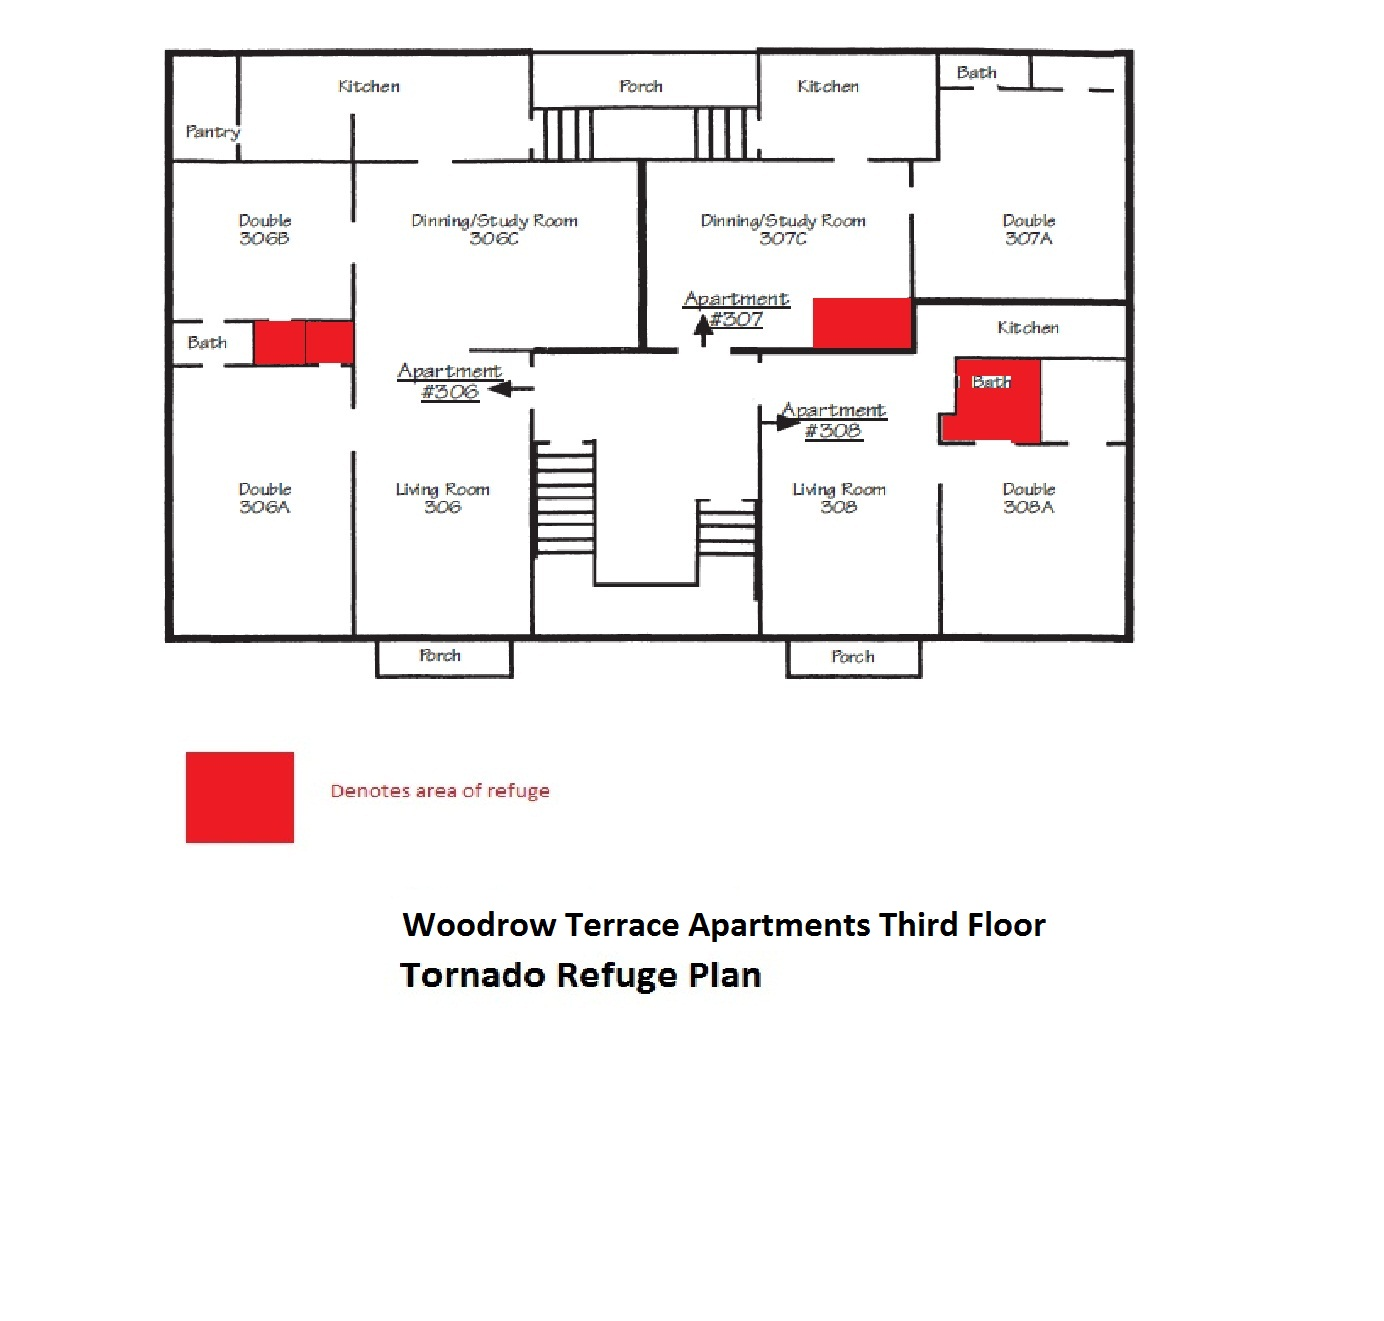 Kitchen
Porch
Kitchen
Bath
Pantry
Double
306B
Dinning/Study Room
306C
Dinning/Study Room
307C
Double
307A
Apartment
#307
Kitchen
Bath
Apartment
#306
Bath
Apartment
#308
Double
306A
Living Room
306
Living Room
308
Double
308A
Porch
Porch
Denotes area of refuge
Woodrow Terrace Apartments Third Floor
Tornado Refuge Plan